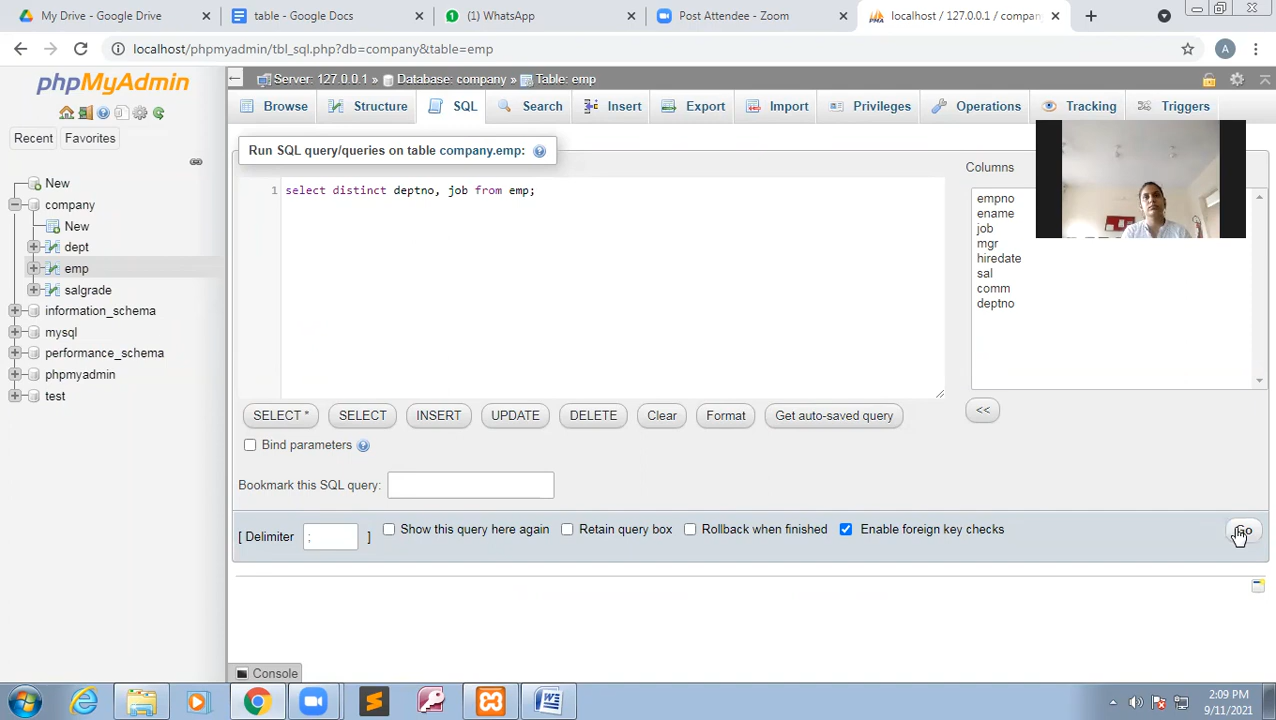 My Drive - Google Drive
table - Google Docs
(1) WhatsApp
Post Attendee - Zoom
localhost / 127.0.0.1 / compan
localhost/phpmyadmin/tbl_sql.php?db=company&table=emp
A
phpMyAdmin
Recent Favorites
New
company
New
dept
emp
salgrade
information_schema
mysql
performance_schema
phpmyadmin
test
Server: 127.0.0.1 » Database: company » Table: emp
Browse Structure SQL Search Insert Export Import Privileges Operations Tracking Triggers
Run SQL query/queries on table company.emp:
1 select distinct deptno, job from emp;
Columns
empno
ename
job
mgr
hiredate
sal
comm
deptno
<<
SELECT * SELECT INSERT UPDATE DELETE Clear Format Get auto-saved query
Bind parameters
Bookmark this SQL query:
[ Delimiter ; ] Show this query here again Retain query box Rollback when finished Enable foreign key checks Go
Console
2:09 PM
9/11/2021